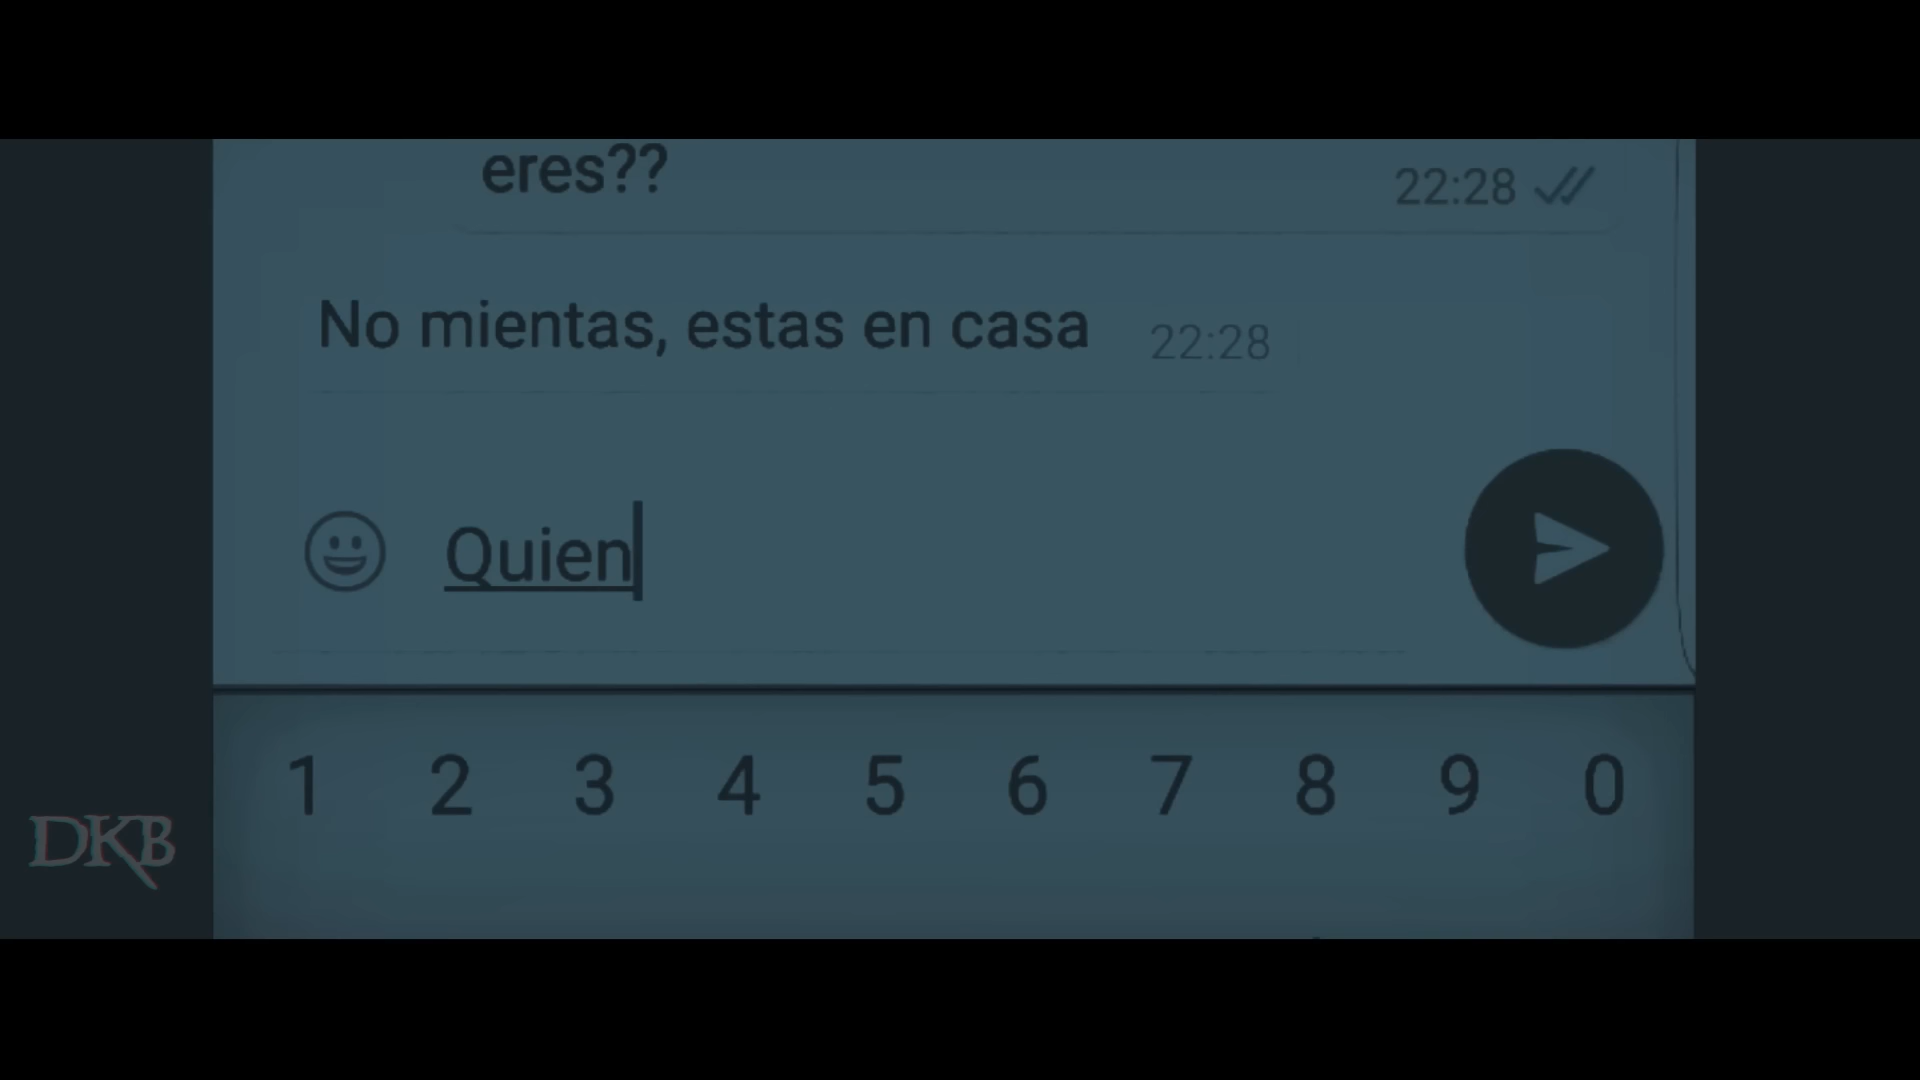 eres??
22:28
No mientas, estas en casa 22:28
Quien
1 2 3 4 5 6 7 8 9 0
DKB